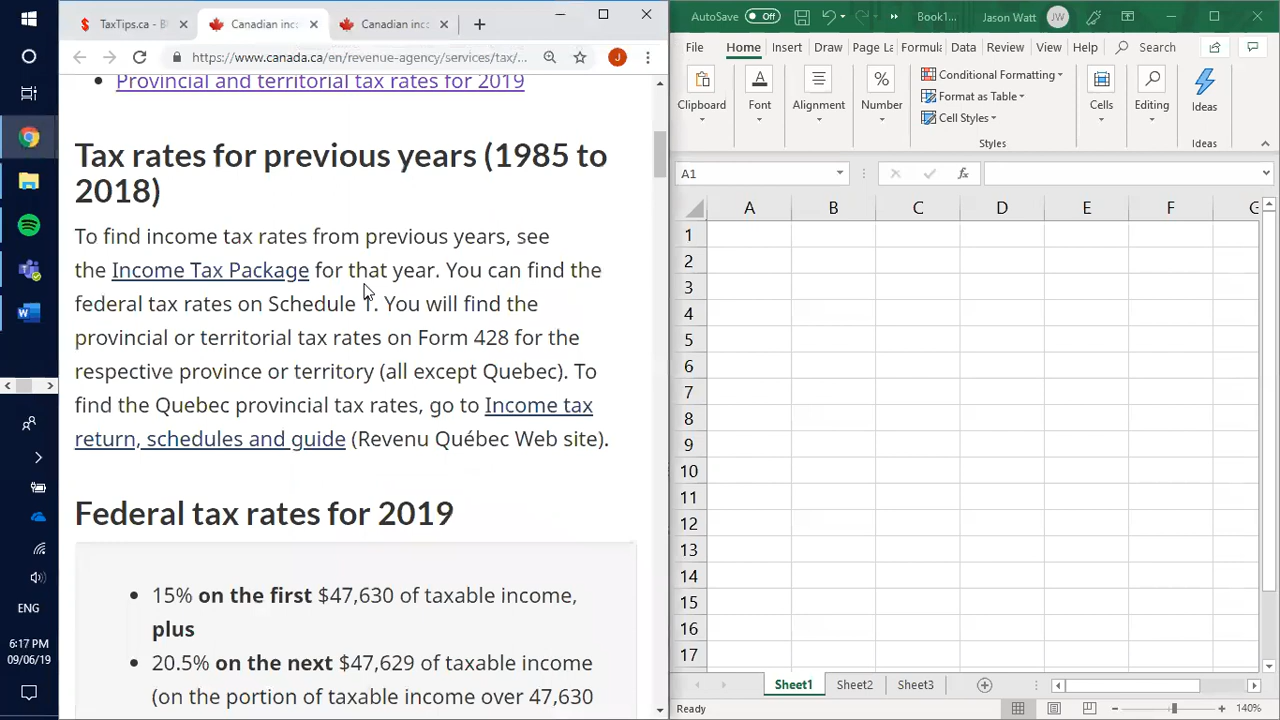 TaxTips.ca - B
Canadian inc
Canadian inc
https://www.canada.ca/en/revenue-agency/services/tax/...
J
Provincial and territorial tax rates for 2019
Tax rates for previous years (1985 to
2018)
To find income tax rates from previous years, see
the Income Tax Package for that year. You can find the
federal tax rates on Schedule 1. You will find the
provincial or territorial tax rates on Form 428 for the
respective province or territory (all except Quebec). To
find the Quebec provincial tax rates, go to Income tax
return, schedules and guide (Revenu Québec Web site).
Federal tax rates for 2019
15% on the first $47,630 of taxable income,
plus
20.5% on the next $47,629 of taxable income
(on the portion of taxable income over 47,630
ENG
6:17 PM
09/06/19
AutoSave Off Book1... Jason Watt JW
File Home Insert Draw Page La Formula Data Review View Help Search
Clipboard Font Alignment Number
Conditional Formatting
Format as Table
Cell Styles
Styles
Cells Editing Ideas
Ideas
A1 fx
A B C D E F G
1
2
3
4
5
6
7
8
9
10
11
12
13
14
15
16
17
Sheet1 Sheet2 Sheet3
Ready 140%